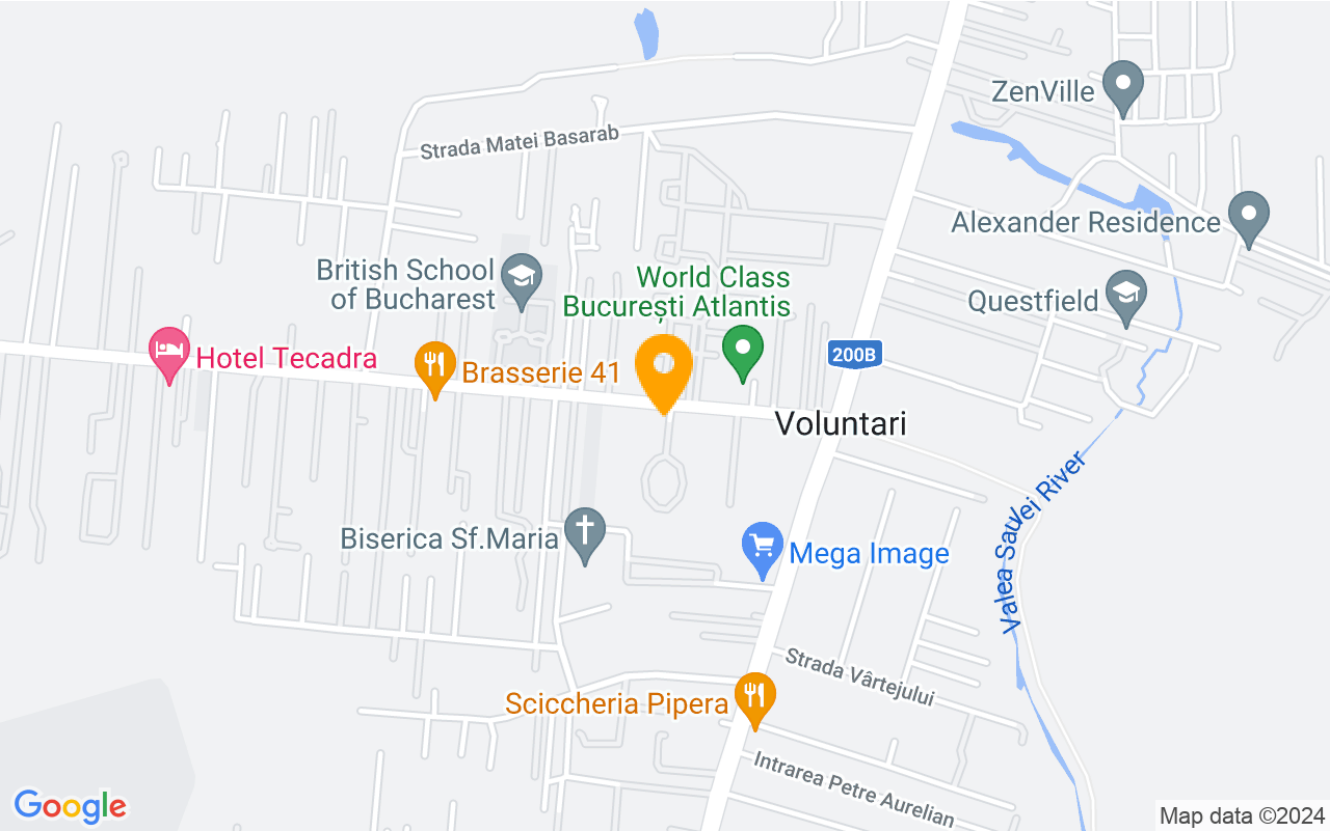 ZenVille
Strada Matei Basarab
Alexander Residence
British School
of Bucharest
World Class
București Atlantis
Questfield
Hotel Tecadra
Brasserie 41
200B
Voluntari
Valea Saulei River
Biserica Sf.Maria
Mega Image
Strada Vârtejului
Sciccheria Pipera
Intrarea Petre Aurelian
Google
Map data ©2024